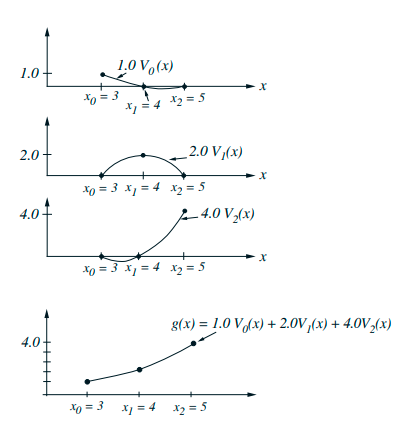 1.0
1.0 V₀(x)
x
x₀ = 3
x₁ = 4
x₂ = 5
2.0
2.0 V₁(x)
x
x₀ = 3 x₁ = 4 x₂ = 5
4.0
4.0 V₂(x)
x
x₀ = 3 x₁ = 4 x₂ = 5
g(x) = 1.0 V₀(x) + 2.0V₁(x) + 4.0V₂(x)
4.0
x₀ = 3 x₁ = 4 x₂ = 5